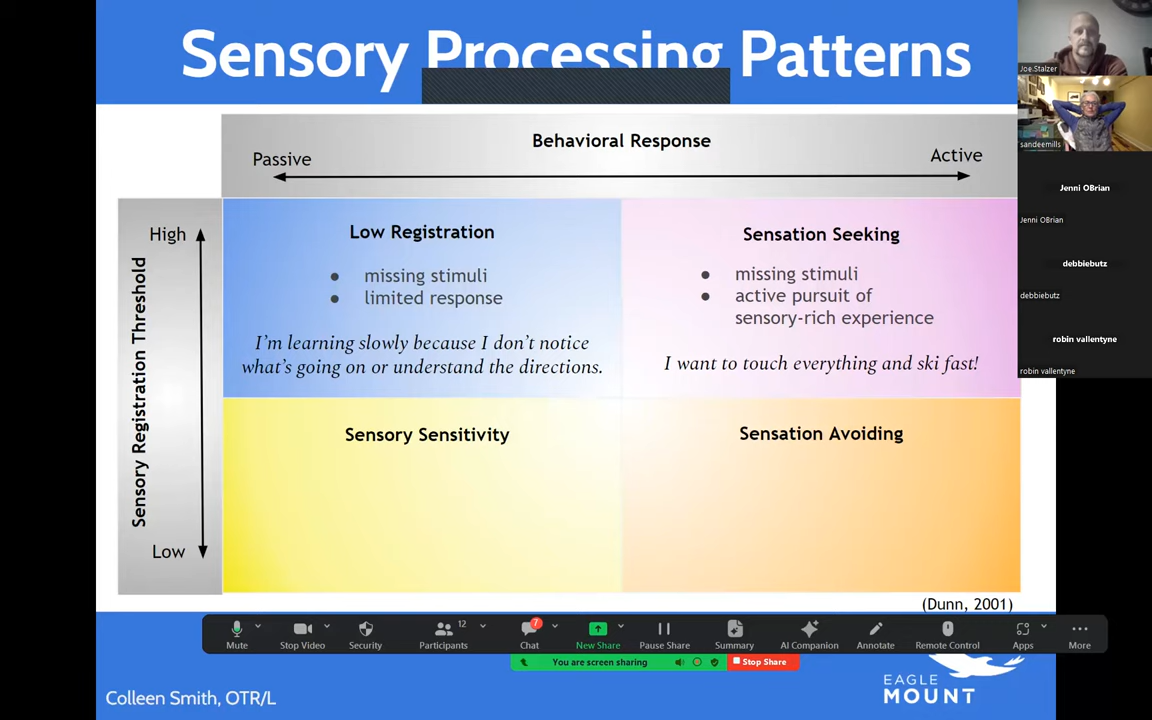 Sensory Processing Patterns
Behavioral Response
Passive
Active
Sensory Registration Threshold
High
Low
Low Registration
● missing stimuli
● limited response
I'm learning slowly because I don't notice
what's going on or understand the directions.
Sensation Seeking
● missing stimuli
● active pursuit of
sensory-rich experience
I want to touch everything and ski fast!
Sensory Sensitivity
Sensation Avoiding
(Dunn, 2001)
Joe.Stalzer
sandeemills
Jenni OBrian
Jenni OBrian
debbiebutz
debbiebutz
robin vallentyne
robin vallentyne
12
7
Mute
Stop Video
Security
Participants
Chat
New Share
Pause Share
Summary
AI Companion
Annotate
Remote Control
Apps
More
You are screen sharing
Stop Share
Colleen Smith, OTR/L
EAGLE
MOUNT